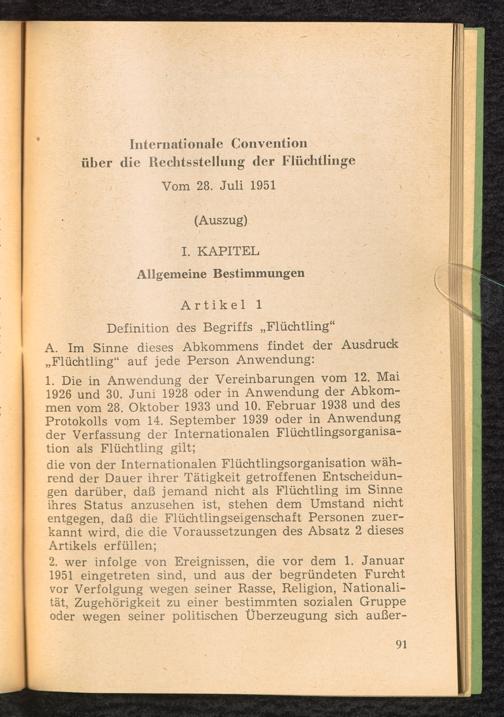 Internationale Convention
über die Rechtsstellung der Flüchtlinge
Vom 28. Juli 1951
(Auszug)
I. KAPITEL
Allgemeine Bestimmungen
Artikel 1
Definition des Begriffs „Flüchtling“
A. Im Sinne dieses Abkommens findet der Ausdruck
„Flüchtling“ auf jede Person Anwendung:
1. Die in Anwendung der Vereinbarungen vom 12. Mai
1926 und 30. Juni 1928 oder in Anwendung der Abkom-
men vom 28. Oktober 1933 und 10. Februar 1938 und des
Protokolls vom 14. September 1939 oder in Anwendung
der Verfassung der Internationalen Flüchtlingsorganisa-
tion als Flüchtling gilt;
die von der Internationalen Flüchtlingsorganisation wäh-
rend der Dauer ihrer Tätigkeit getroffenen Entscheidun-
gen darüber, daß jemand nicht als Flüchtling im Sinne
ihres Status anzusehen ist, stehen dem Umstand nicht
entgegen, daß die Flüchtlingseigenschaft Personen zuer-
kannt wird, die die Voraussetzungen des Absatz 2 dieses
Artikels erfüllen;
2. wer infolge von Ereignissen, die vor dem 1. Januar
1951 eingetreten sind, und aus der begründeten Furcht
vor Verfolgung wegen seiner Rasse, Religion, Nationali-
tät, Zugehörigkeit zu einer bestimmten sozialen Gruppe
oder wegen seiner politischen Überzeugung sich außer-
91